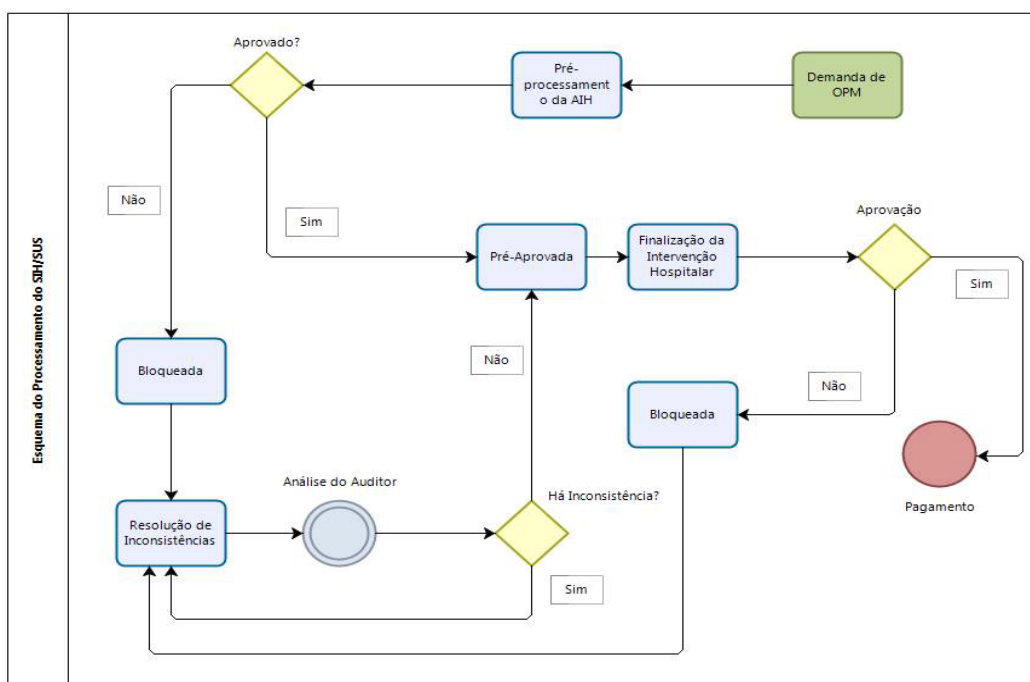 Esquema do Processamento do SIH/SUS
Aprovado?
Pré-
processament
o da AIH
Demanda de
OPM
Não
Sim
Pré-Aprovada
Finalização da
Intervenção
Hospitalar
Aprovação
Sim
Bloqueada
Não
Bloqueada
Não
Análise do Auditor
Há Inconsistência?
Resolução de
Inconsistências
Sim
Pagamento